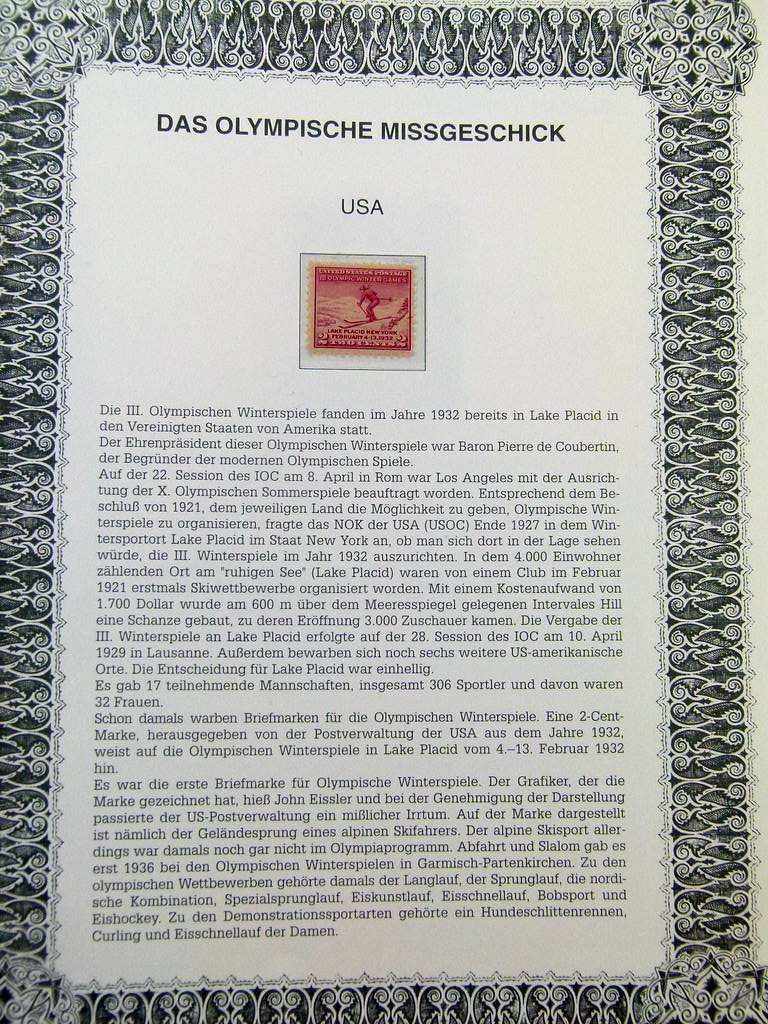 DAS OLYMPISCHE MISSGESCHICK
USA
UNITED STATES POSTAGE
OLYMPIC WINTER GAMES
LAKE PLACID NEW YORK
FEBRUARY 4-13, 1932
2 TWO CENTS 2
Die III. Olympischen Winterspiele fanden im Jahre 1932 bereits in Lake Placid in
den Vereinigten Staaten von Amerika statt.
Der Ehrenpräsident dieser Olympischen Winterspiele war Baron Pierre de Coubertin,
der Begründer der modernen Olympischen Spiele.
Auf der 22. Session des IOC am 8. April in Rom war Los Angeles mit der Ausrich-
tung der X. Olympischen Sommerspiele beauftragt worden. Entsprechend dem Be-
schluß von 1921, dem jeweiligen Land die Möglichkeit zu geben, Olympische Win-
terspiele zu organisieren, fragte das NOK der USA (USOC) Ende 1927 in dem Win-
tersportort Lake Placid im Staat New York an, ob man sich dort in der Lage sehen
würde, die III. Winterspiele im Jahr 1932 auszurichten. In dem 4.000 Einwohner
zählenden Ort am "ruhigen See" (Lake Placid) waren von einem Club im Februar
1921 erstmals Skiwettbewerbe organisiert worden. Mit einem Kostenaufwand von
1.700 Dollar wurde am 600 m über dem Meeresspiegel gelegenen Intervales Hill
eine Schanze gebaut, zu deren Eröffnung 3.000 Zuschauer kamen. Die Vergabe der
III. Winterspiele an Lake Placid erfolgte auf der 28. Session des IOC am 10. April
1929 in Lausanne. Außerdem bewarben sich noch sechs weitere US-amerikanische
Orte. Die Entscheidung für Lake Placid war einhellig.
Es gab 17 teilnehmende Mannschaften, insgesamt 306 Sportler und davon waren
32 Frauen.
Schon damals warben Briefmarken für die Olympischen Winterspiele. Eine 2-Cent-
Marke, herausgegeben von der Postverwaltung der USA aus dem Jahre 1932,
weist auf die Olympischen Winterspiele in Lake Placid vom 4.–13. Februar 1932
hin.
Es war die erste Briefmarke für Olympische Winterspiele. Der Grafiker, der die
Marke gezeichnet hat, hieß John Eissler und bei der Genehmigung der Darstellung
passierte der US-Postverwaltung ein mißlicher Irrtum. Auf der Marke dargestellt
ist nämlich der Geländesprung eines alpinen Skifahrers. Der alpine Skisport aller-
dings war damals noch gar nicht im Olympiaprogramm. Abfahrt und Slalom gab es
erst 1936 bei den Olympischen Winterspielen in Garmisch-Partenkirchen. Zu den
olympischen Wettbewerben gehörte damals der Langlauf, der Sprunglauf, die nordi-
sche Kombination, Spezialsprunglauf, Eiskunstlauf, Eisschnellauf, Bobsport und
Eishockey. Zu den Demonstrationssportarten gehörte ein Hundeschlittenrennen,
Curling und Eisschnellauf der Damen.